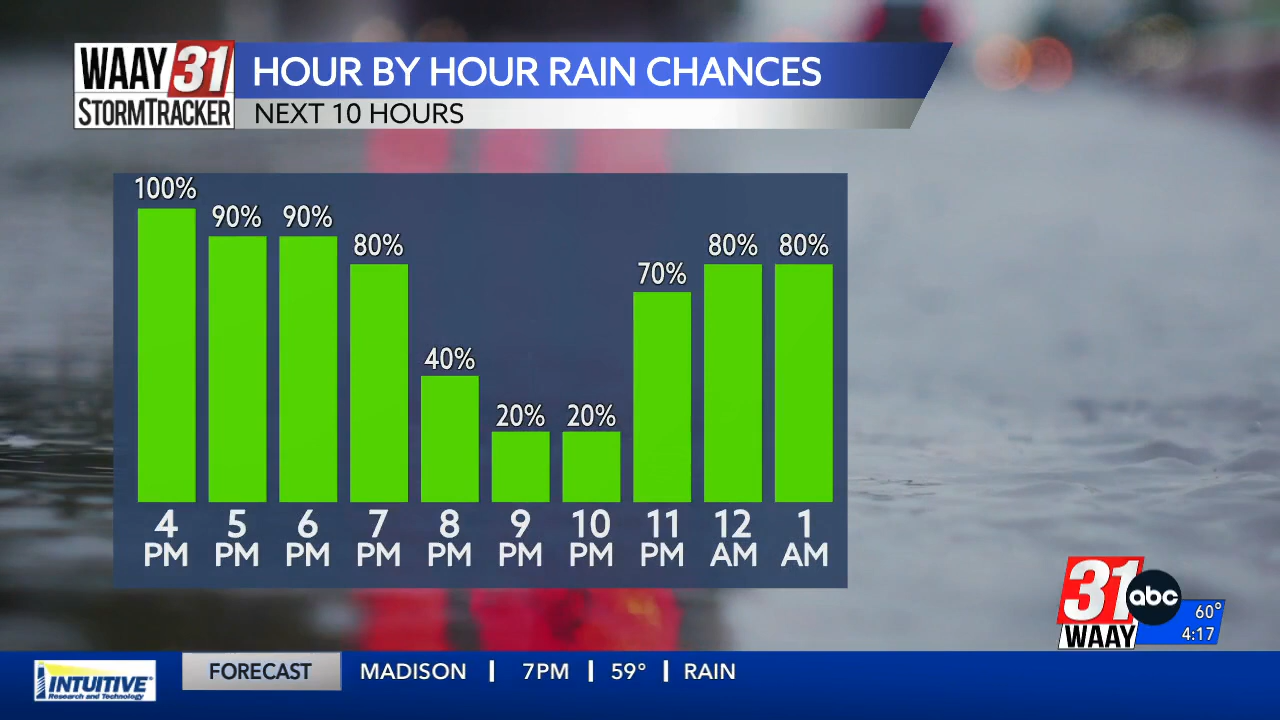 WAAY 31
STORMTRACKER
HOUR BY HOUR RAIN CHANCES
NEXT 10 HOURS
100%
90%
90%
80%
40%
20%
20%
70%
80%
80%
4 PM
5 PM
6 PM
7 PM
8 PM
9 PM
10 PM
11 PM
12 AM
1 AM
31
abc
WAAY
60°
4:17
INTUITIVE®
Research and Technology
FORECAST
MADISON | 7PM | 59° | RAIN